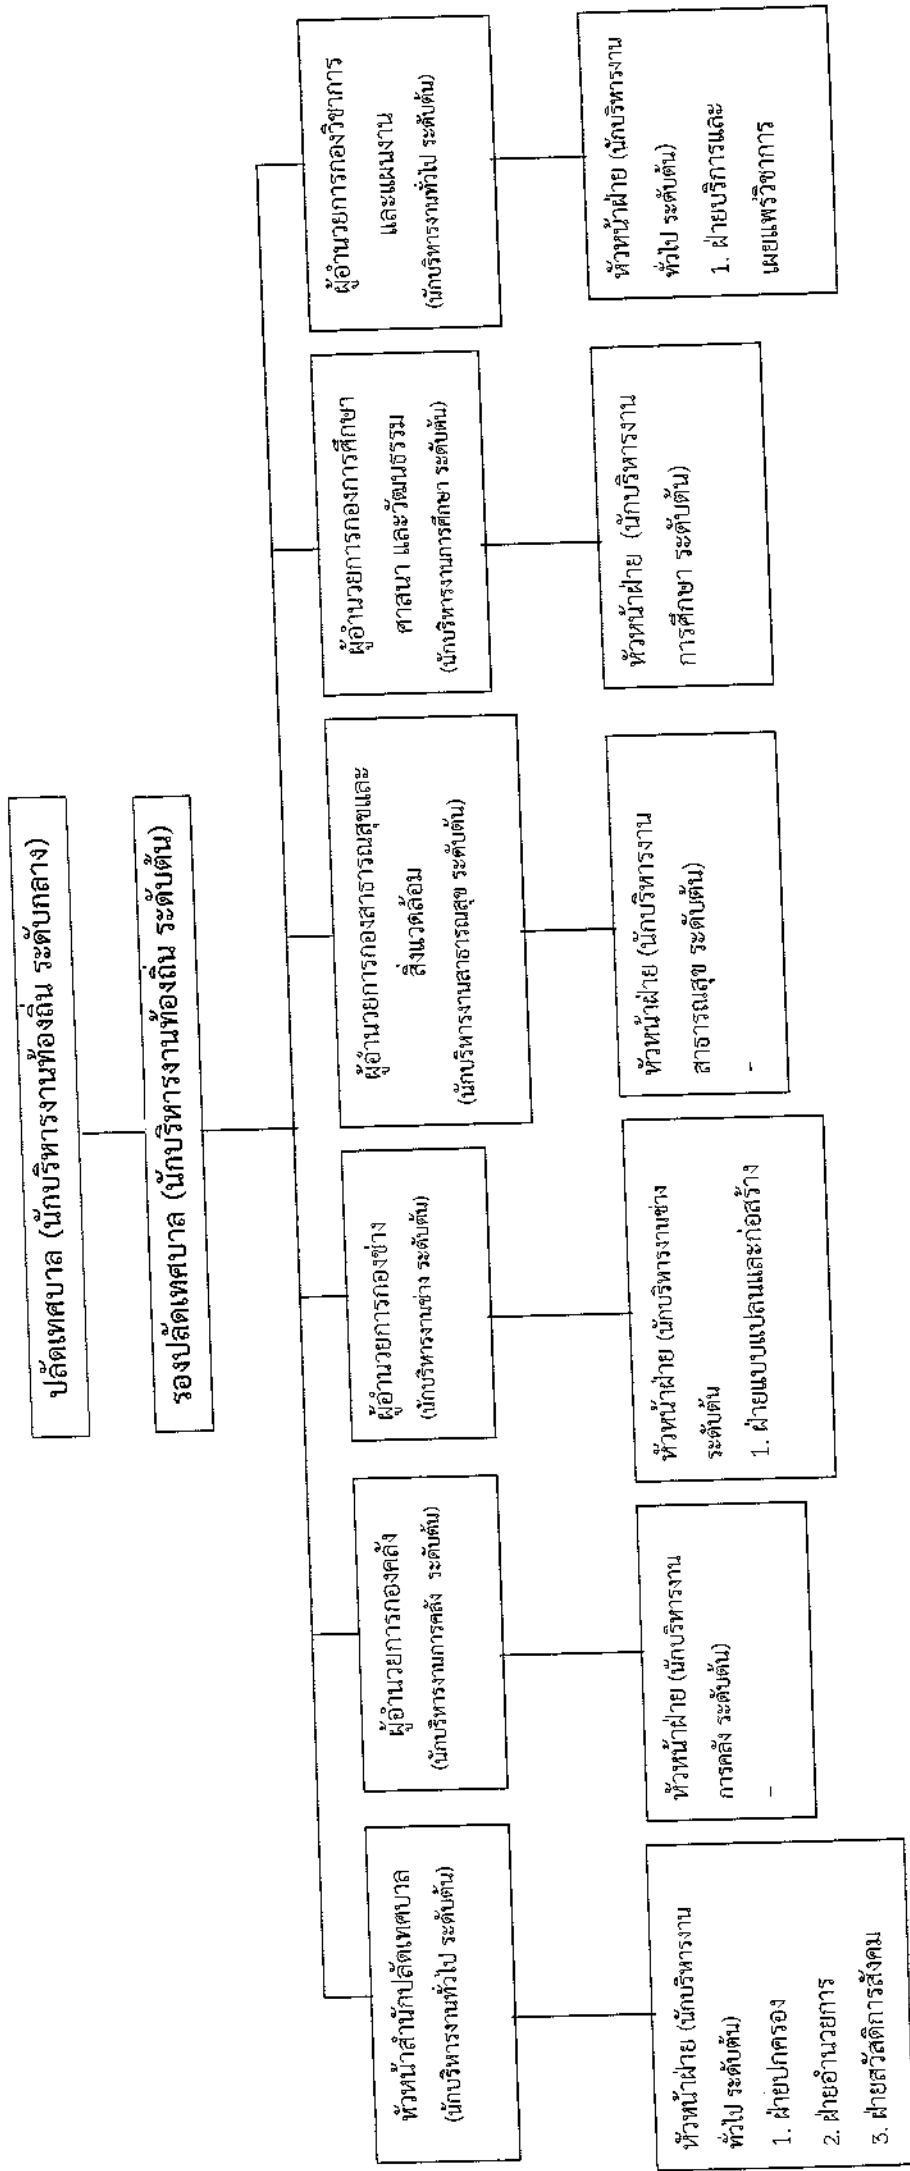 ปลัดเทศบาล (นักบริหารงานท้องถิ่น ระดับกลาง)
รองปลัดเทศบาล (นักบริหารงานท้องถิ่น ระดับต้น)
หัวหน้าสำนักปลัดเทศบาล
(นักบริหารงานทั่วไป ระดับต้น)
ผู้อำนวยการกองคลัง
(นักบริหารงานการคลัง ระดับต้น)
ผู้อำนวยการกองช่าง
(นักบริหารงานช่าง ระดับต้น)
ผู้อำนวยการกองสาธารณสุขและ
สิ่งแวดล้อม
(นักบริหารงานสาธารณสุข ระดับต้น)
ผู้อำนวยการกองการศึกษา
ศาสนา และวัฒนธรรม
(นักบริหารงานการศึกษา ระดับต้น)
ผู้อำนวยการกองวิชาการ
และแผนงาน
(นักบริหารงานทั่วไป ระดับต้น)
หัวหน้าฝ่าย (นักบริหารงาน
ทั่วไป ระดับต้น)
1. ฝ่ายปกครอง
2. ฝ่ายอำนวยการ
3. ฝ่ายสวัสดิการสังคม
หัวหน้าฝ่าย (นักบริหารงาน
การคลัง ระดับต้น)
-
หัวหน้าฝ่าย (นักบริหารงานช่าง
ระดับต้น
1. ฝ่ายแบบแปลนและก่อสร้าง
หัวหน้าฝ่าย (นักบริหารงาน
สาธารณสุข ระดับต้น)
-
หัวหน้าฝ่าย (นักบริหารงาน
การศึกษา ระดับต้น)
หัวหน้าฝ่าย (นักบริหารงาน
ทั่วไป ระดับต้น)
1. ฝ่ายบริการและ
เผยแพร่วิชาการ